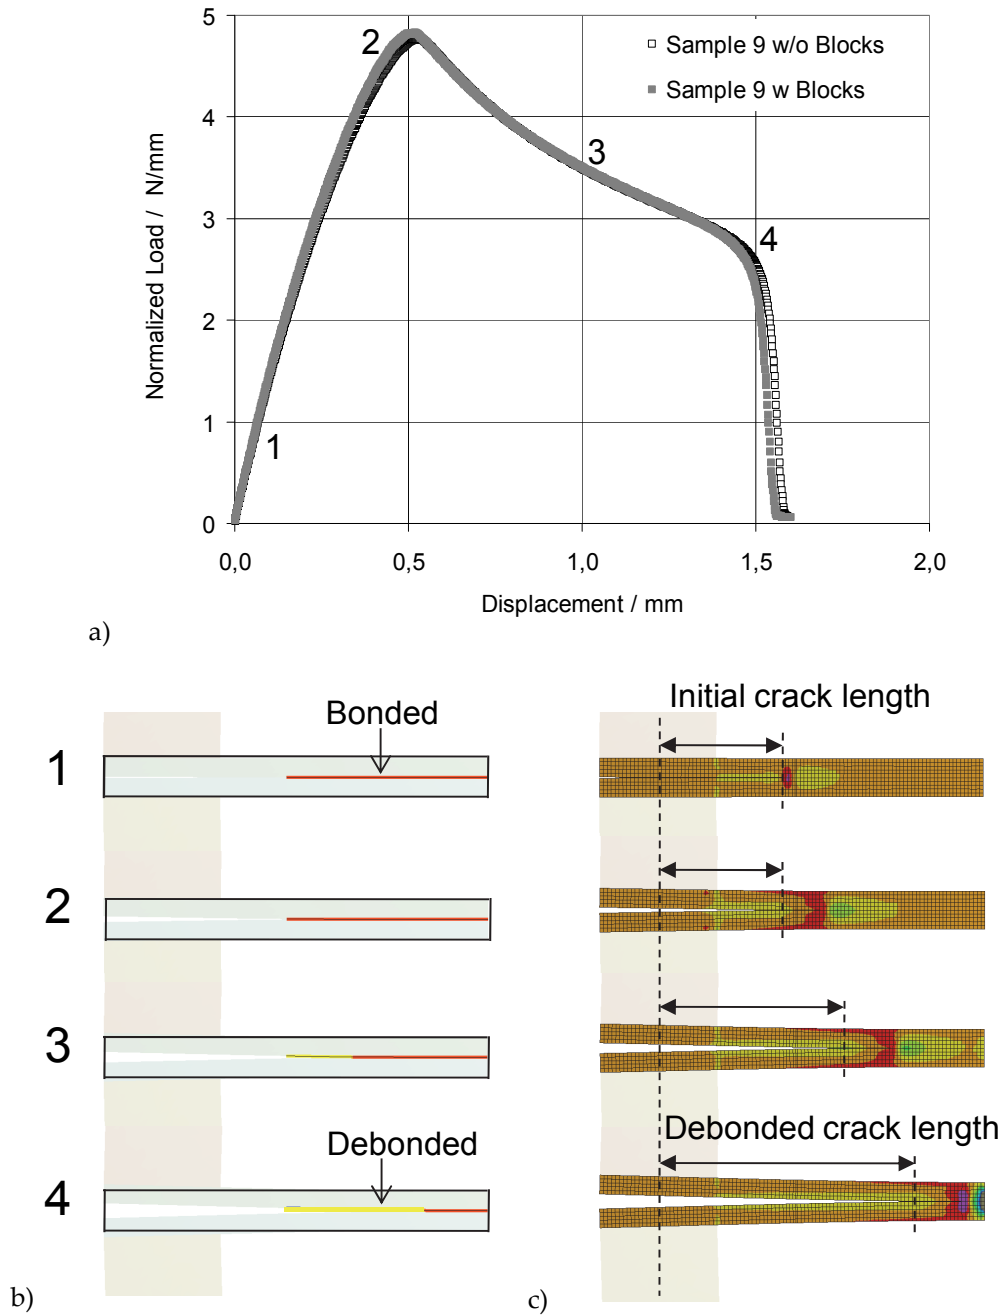 5
4
3
2
1
0
Normalized Load / N/mm
0,0
0,5
1,0
1,5
2,0
Displacement / mm
Sample 9 w/o Blocks
Sample 9 w Blocks
1
2
3
4
a)
Bonded
1
2
3
Debonded
4
b)
Initial crack length
Debonded crack length
c)